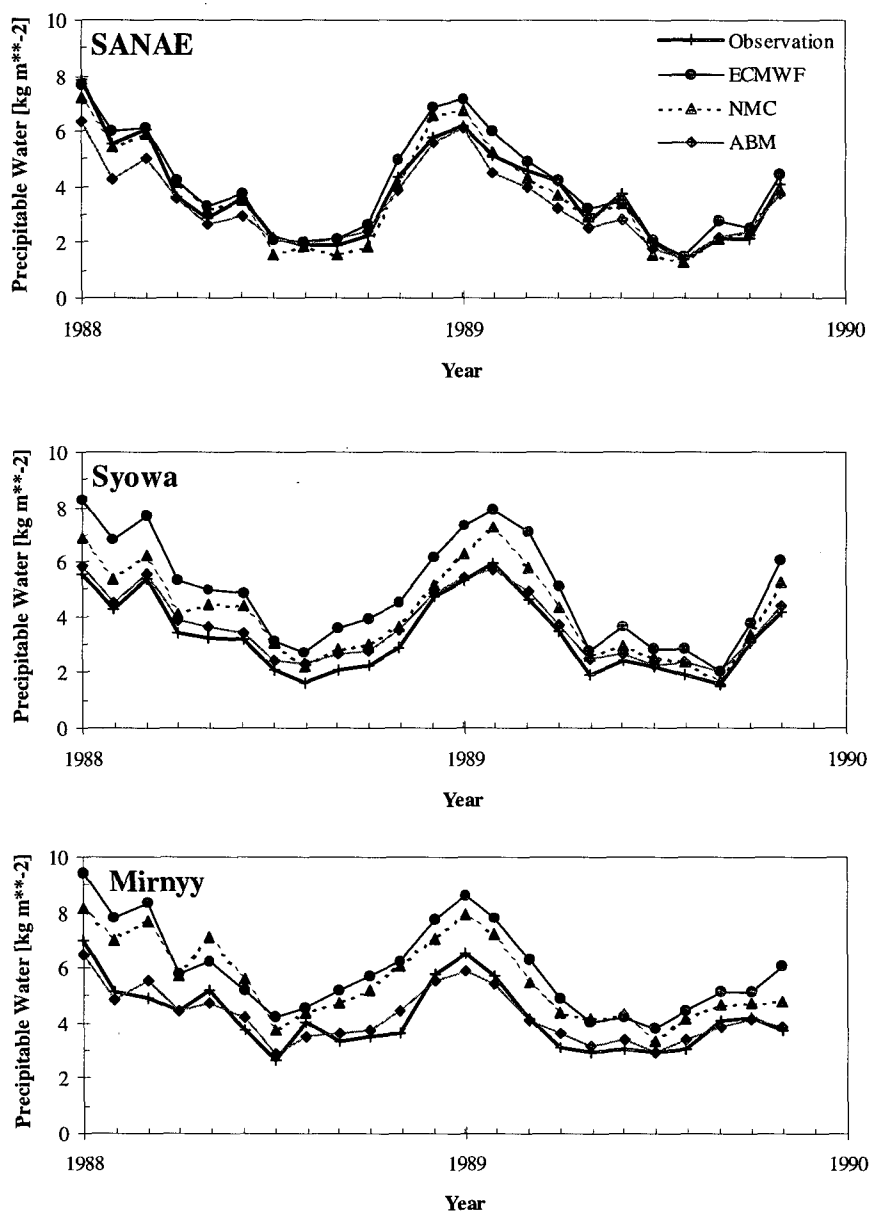 SANAE
Precipitable Water [kg m**-2]
10
8
6
4
2
0
Observation
ECMWF
NMC
ABM
1988
1989
1990
Year
Syowa
Precipitable Water [kg m**-2]
10
8
6
4
2
0
1988
1989
1990
Year
Mirnyy
Precipitable Water [kg m**-2]
10
8
6
4
2
0
1988
1989
1990
Year